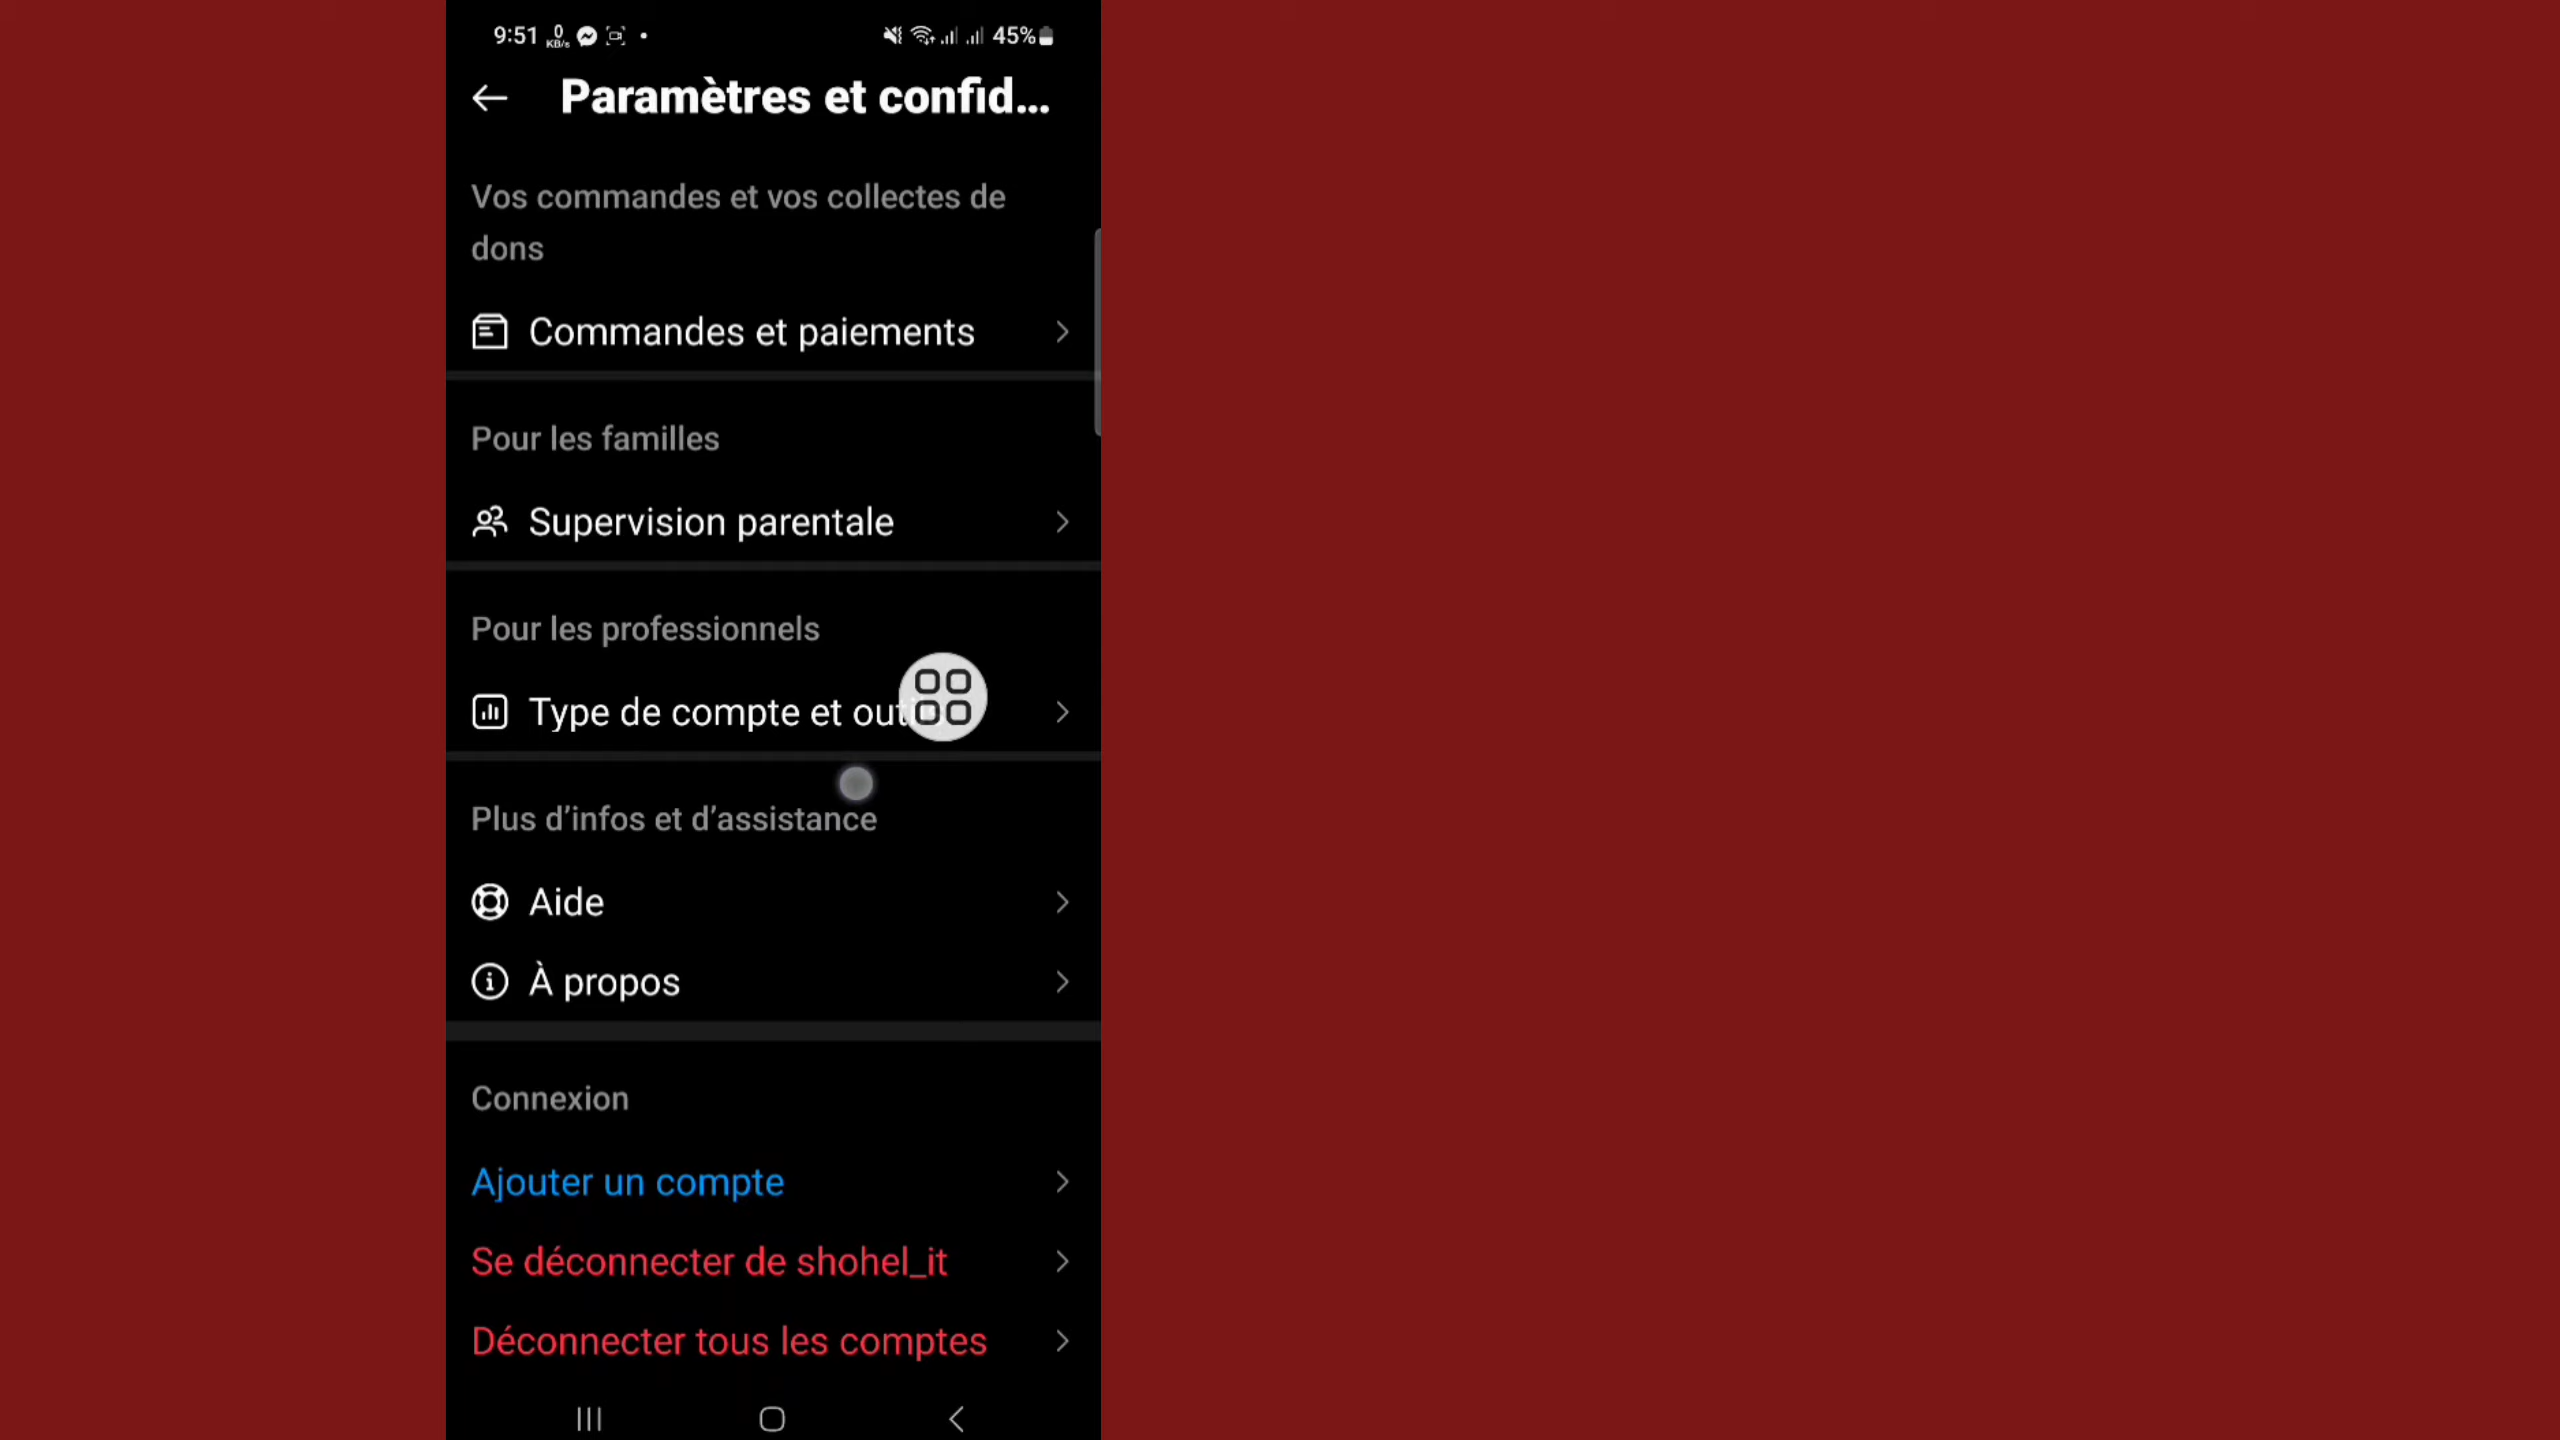 9:51 0 KB/s 45%
Paramètres et confid...
Vos commandes et vos collectes de
dons
Commandes et paiements
Pour les familles
Supervision parentale
Pour les professionnels
Type de compte et
Plus d’infos et d’assistance
Aide
À propos
Connexion
Ajouter un compte
Se déconnecter de shohel_it
Déconnecter tous les comptes